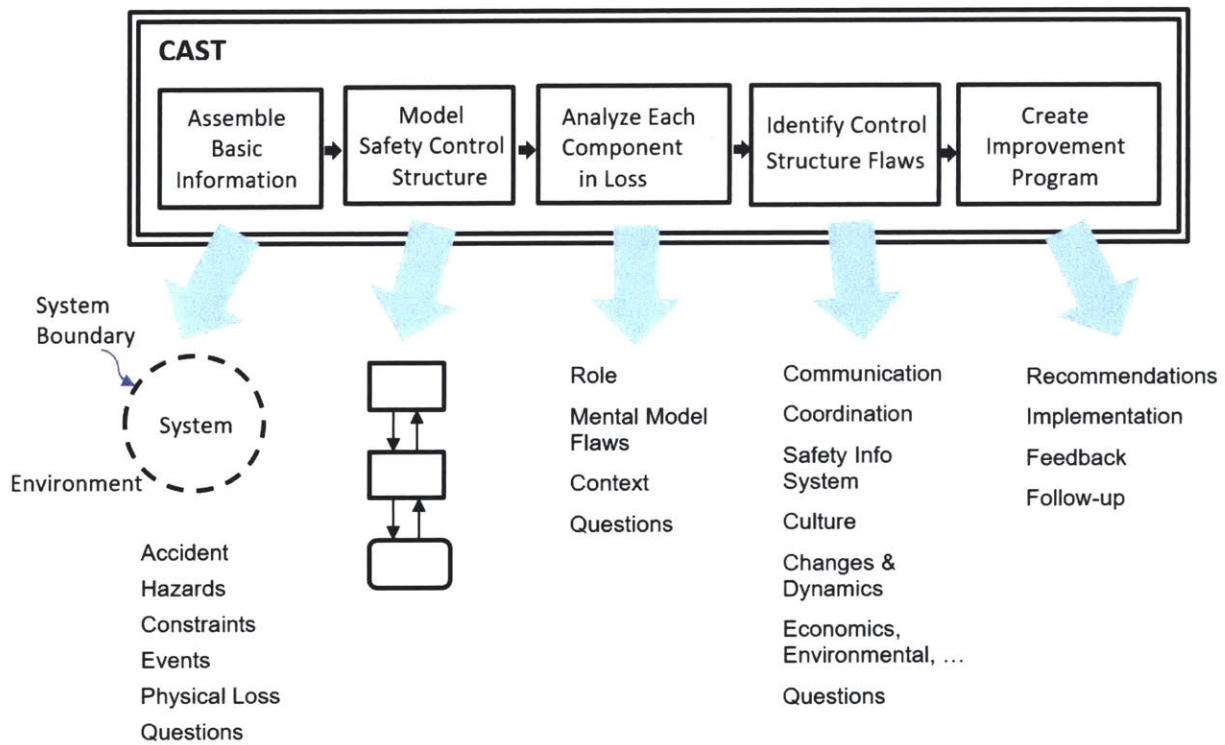 CAST
Assemble
Basic
Information
Model
Safety Control
Structure
Analyze Each
Component
in Loss
Identify Control
Structure Flaws
Create
Improvement
Program
System
Boundary
System
Environment
Accident
Hazards
Constraints
Events
Physical Loss
Questions
Role
Mental Model
Flaws
Context
Questions
Communication
Coordination
Safety Info
System
Culture
Changes &
Dynamics
Economics,
Environmental, …
Questions
Recommendations
Implementation
Feedback
Follow-up